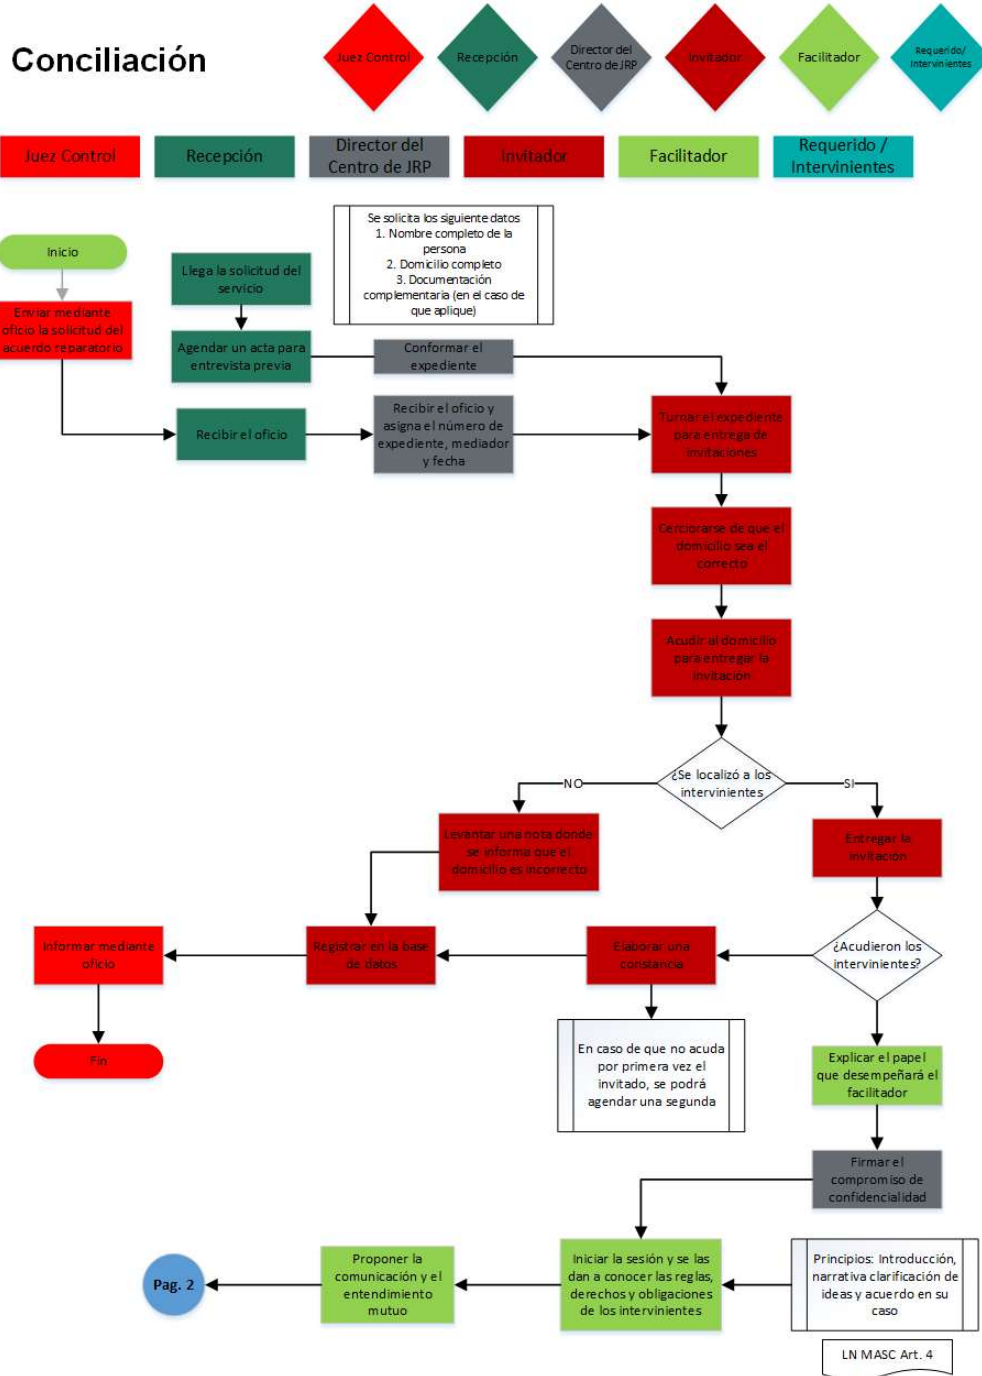 Conciliación
Juez Control
Recepción
Director del
Centro de JRP
Invitador
Facilitador
Requerido/
Intervinientes
Juez Control
Recepción
Director del
Centro de JRP
Invitador
Facilitador
Requerido /
Intervinientes
Inicio
Enviar mediante
oficio la solicitud del
acuerdo reparatorio
Llega la solicitud del
servicio
Se solicita los siguiente datos
1. Nombre completo de la
persona
2. Domicilio completo
3. Documentación
complementaria (en el caso de
que aplique)
Agendar un acta para
entrevista previa
Conformar el
expediente
Recibir el oficio
Recibir el oficio y
asigna el número de
expediente, mediador
y fecha
Turnar el expediente
para entrega de
invitaciones
Cerciorarse de que el
domicilio sea el
correcto
Acudir al domicilio
para entregar la
invitación
¿Se localizó a los
intervinientes
NO
SI
Levantar una nota donde
se informa que el
domicilio es incorrecto
Entregar la
invitación
Informar mediante
oficio
Registrar en la base
de datos
Elaborar una
constancia
¿Acudieron los
intervinientes?
Fin
En caso de que no acuda
por primera vez el
invitado, se podrá
agendar una segunda
Explicar el papel
que desempeñará el
facilitador
Firmar el
compromiso de
confidencialidad
Pag. 2
Proponer la
comunicación y el
entendimiento
mutuo
Iniciar la sesión y se las
dan a conocer las reglas,
derechos y obligaciones
de los intervinientes
Principios: Introducción,
narrativa clarificación de
ideas y acuerdo en su
caso
LN MASC Art. 4